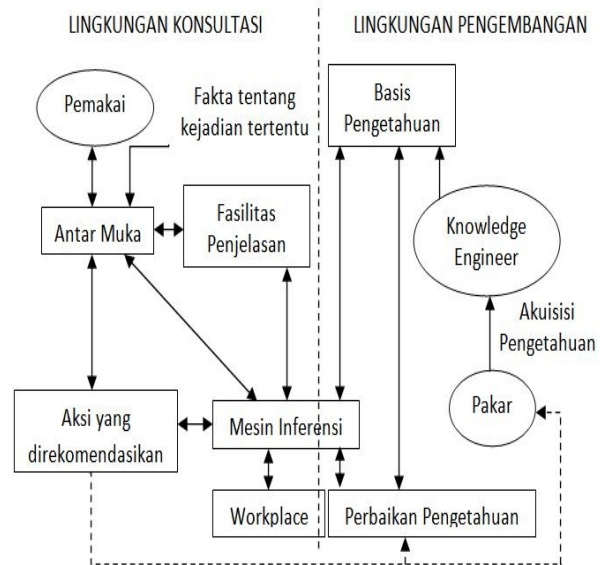 LINGKUNGAN KONSULTASI
LINGKUNGAN PENGEMBANGAN
Pemakai
Fakta tentang
kejadian tertentu
Basis
Pengetahuan
Antar Muka
Fasilitas
Penjelasan
Knowledge
Engineer
Akuisisi
Pengetahuan
Aksi yang
direkomendasikan
Mesin Inferensi
Pakar
Workplace
Perbaikan Pengetahuan